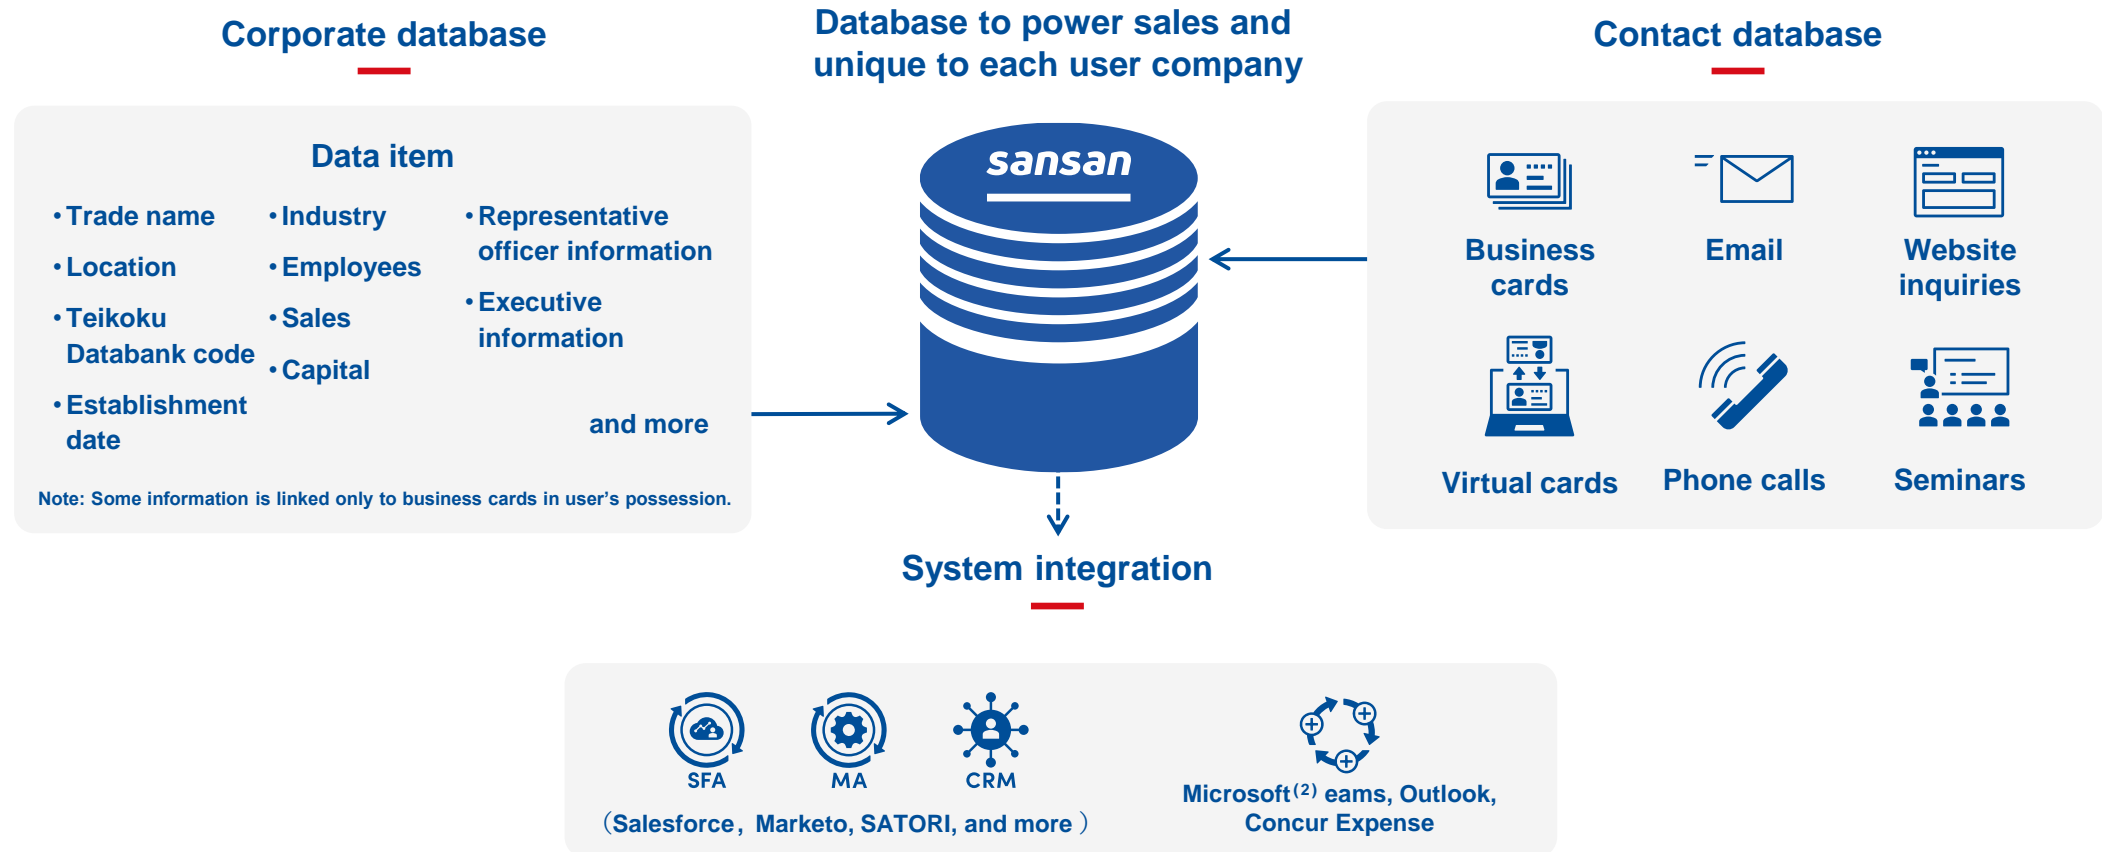 Corporate database
Database to power sales and
unique to each user company
Contact database
Data item
・Trade name
・Location
・Teikoku
Databank code
・Establishment
date
・Industry
・Employees
・Sales
・Capital
・Representative
officer information
・Executive
information
and more
Note: Some information is linked only to business cards in user’s possession.
sansan
Business
cards
Email
Website
inquiries
Virtual cards
Phone calls
Seminars
System integration
SFA
MA
CRM
（Salesforce, Marketo, SATORI, and more）
Microsoft⁽²⁾ eams, Outlook,
Concur Expense